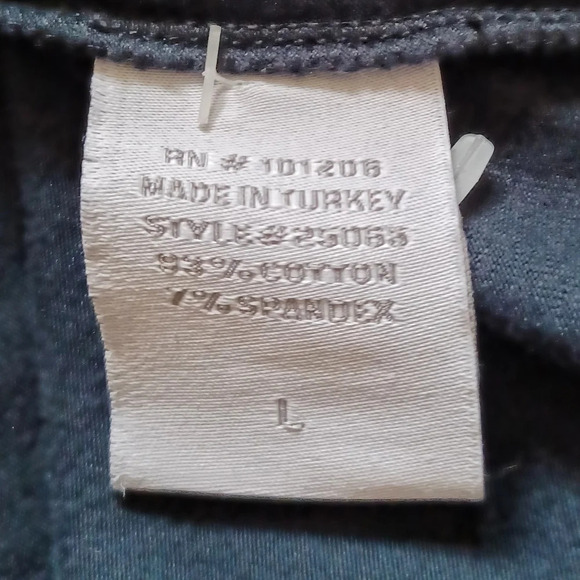 RN # 101206
MADE IN TURKEY
STYLE#25063
93%COTTON
7%SPANDEX
L